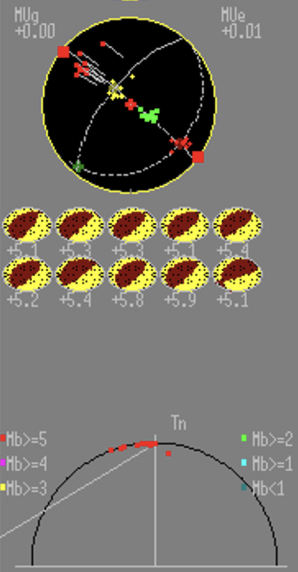 MVg MVe
+0.00 +0.01
+5.1 +5.3 +5.3 +5.3 +5.4
+5.2 +5.4 +5.8 +5.9 +5.1
Tn
Mb>=5 Mb>=2
Mb>=4 Mb>=1
Mb>=3 Mb<1